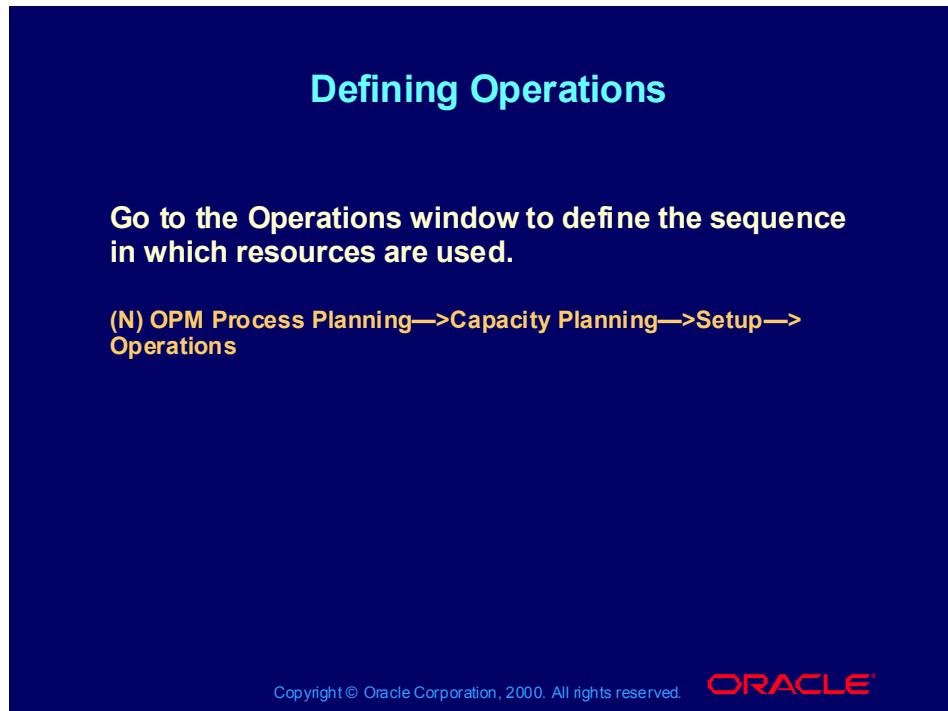 Defining Operations
Go to the Operations window to define the sequence
in which resources are used.
(N) OPM Process Planning—>Capacity Planning—>Setup—>
Operations
Copyright © Oracle Corporation, 2000. All rights reserved.
ORACLE®